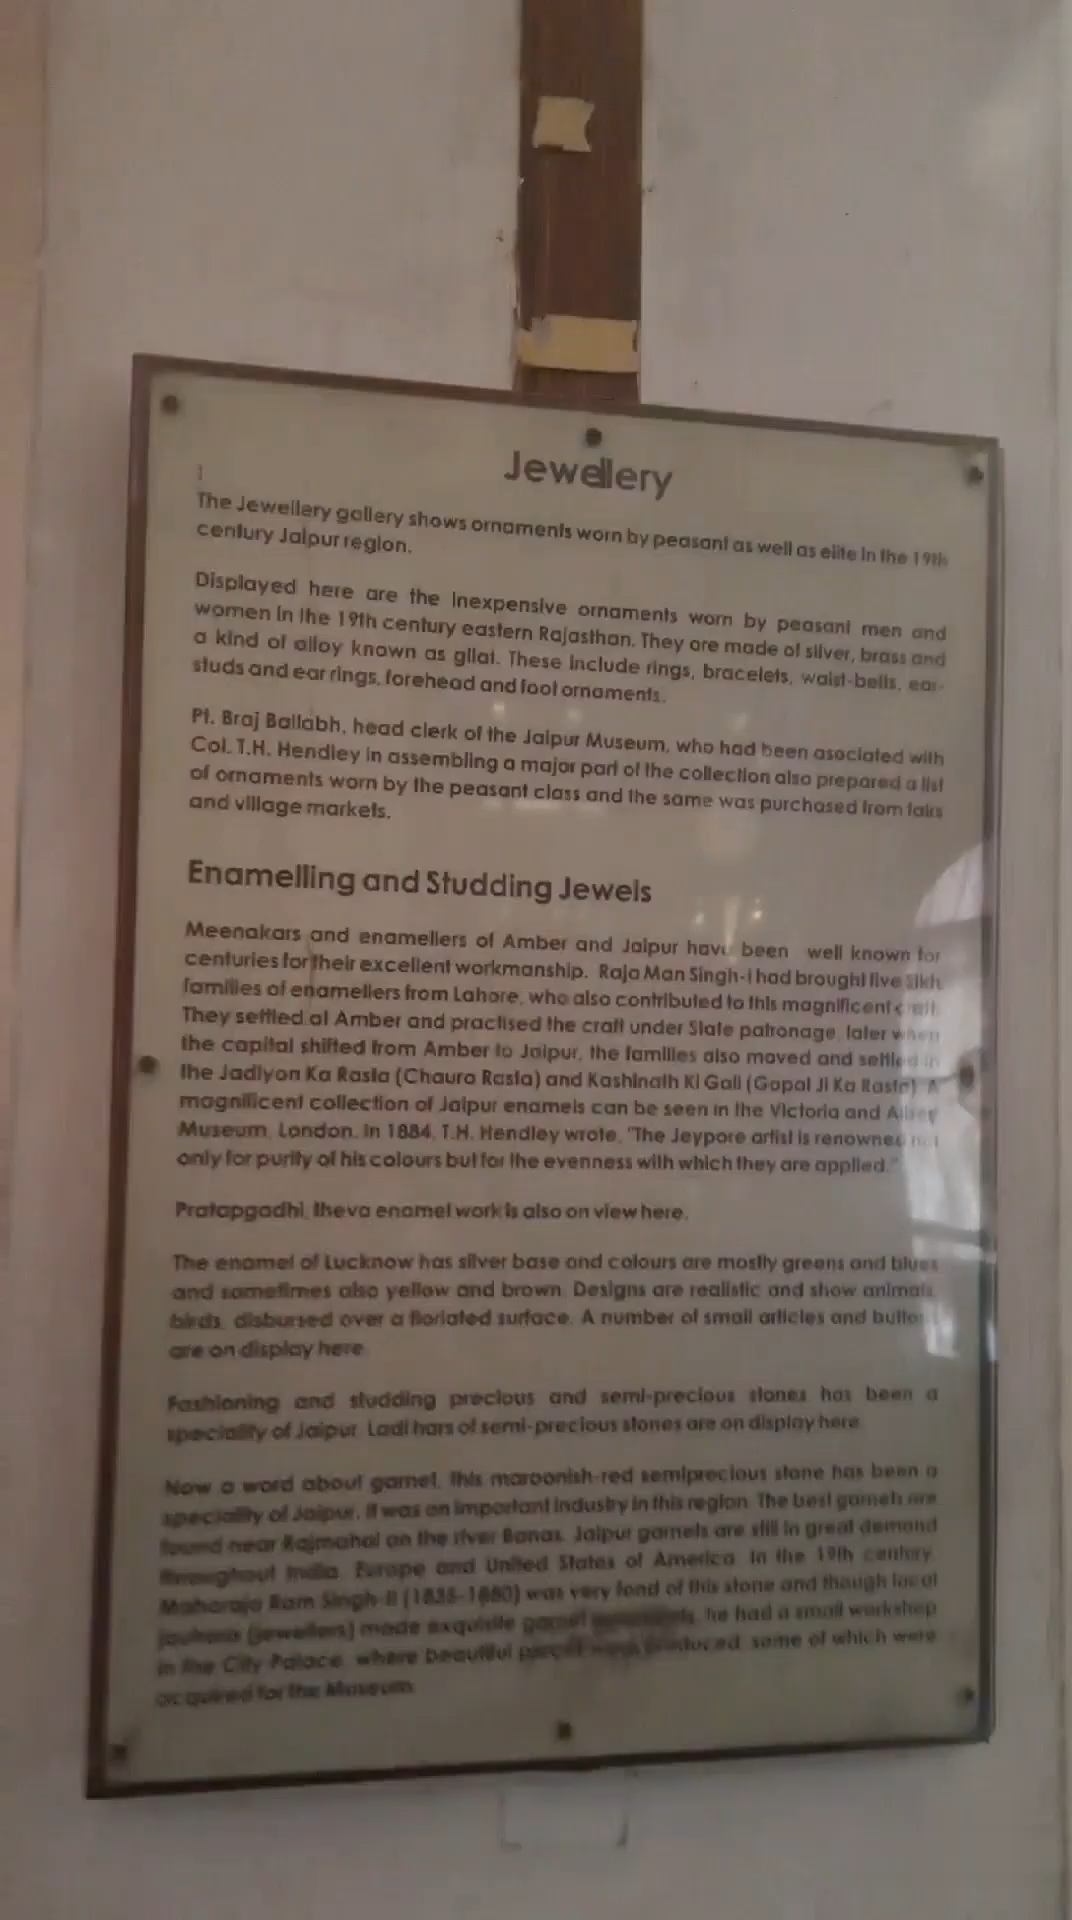 Jewellery
The Jewellery gallery shows ornaments worn by peasant as well as elite in the 19th
century Jaipur region.
Displayed here are the inexpensive ornaments worn by peasant men and
women in the 19th century eastern Rajasthan. They are made of silver, brass and
a kind of alloy known as gilat. These include rings, bracelets, waist-belts, ear-
studs and ear rings, forehead and foot ornaments.
Pt. Braj Ballabh, head clerk of the Jaipur Museum, who had been asociated with
Col. T.H. Hendley in assembling a major part of the collection also prepared a list
of ornaments worn by the peasant class and the same was purchased from fairs
and village markets.
Enamelling and Studding Jewels
Meenakars and enamellers of Amber and Jaipur have been well known for
centuries for their excellent workmanship. Raja Man Singh-I had brought five Sikh
families of enamellers from Lahore, who also contributed to this magnificent craft.
They settled at Amber and practised the craft under State patronage, later when
the capital shifted from Amber to Jaipur, the families also moved and settled in
the Jadiyon Ka Rasta (Chaura Rasta) and Kashinath Ki Gali (Gopal Ji Ka Rasta). A
magnificent collection of Jaipur enamels can be seen in the Victoria and Albert
Museum, London. In 1884, T.H. Hendley wrote, "The Jeypore artist is renowned not
only for purity of his colours but for the evenness with which they are applied."
Pratapgadhi, theva enamel work is also on view here.
The enamel of Lucknow has silver base and colours are mostly greens and blues
and sometimes also yellow and brown. Designs are realistic and show animals,
birds, disbursed over a floriated surface. A number of small articles and buttons
are on display here.
Fashioning and studding precious and semi-precious stones has been a
speciality of Jaipur. Ladi hars of semi-precious stones are on display here.
Now a word about garnet, this maroonish-red semiprecious stone has been a
speciality of Jaipur. It was an important industry in this region. The best garnets are
found near Rajmahal on the river Banas. Jaipur garnets are still in great demand
throughout India, Europe and United States of America. In the 19th century,
Maharaja Ram Singh-II (1835-1880) was very fond of this stone and though local
jouharis (jewellers) made exquisite garnet he had a small workshop
in the City Palace, where beautiful pieces were produced, some of which were
acquired for the Museum.